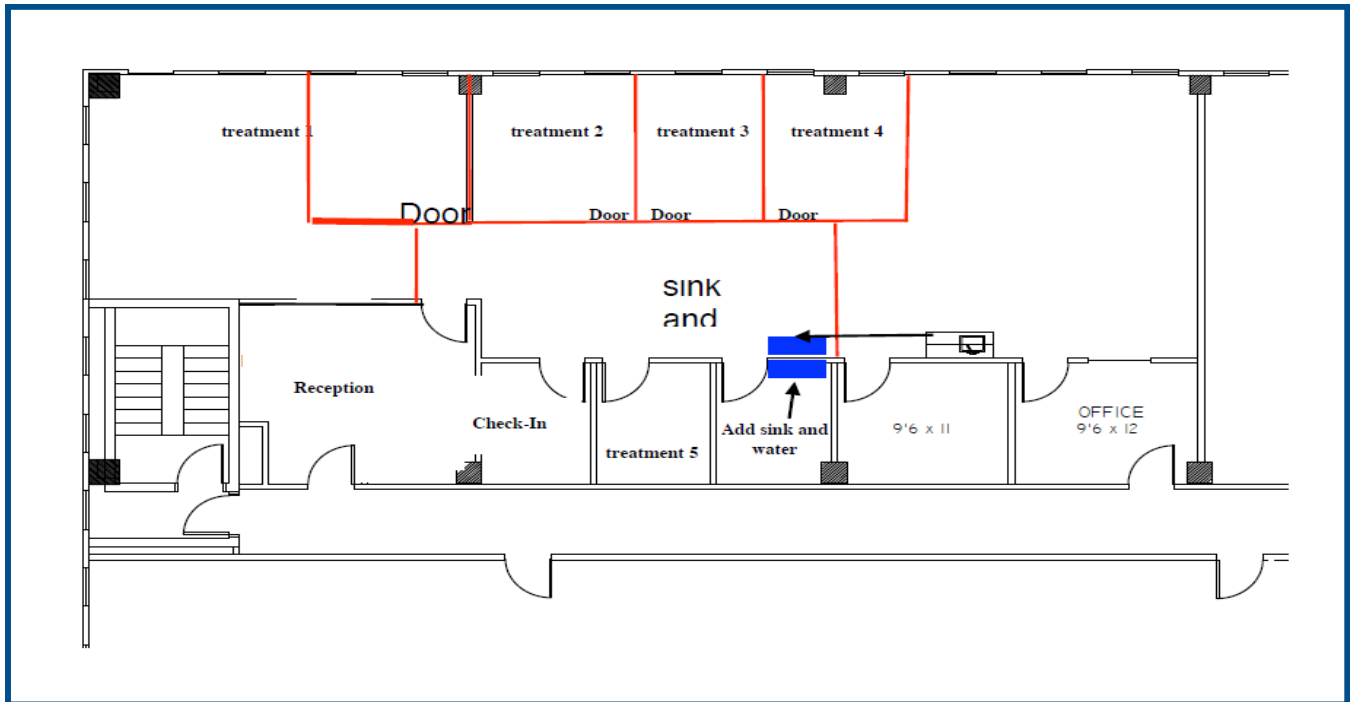 treatment 1
treatment 2
treatment 3
treatment 4
Door
Door
Door
Door
sink
and
Reception
Check-In
treatment 5
Add sink and
water
9'6 x 11
OFFICE
9'6 x 12